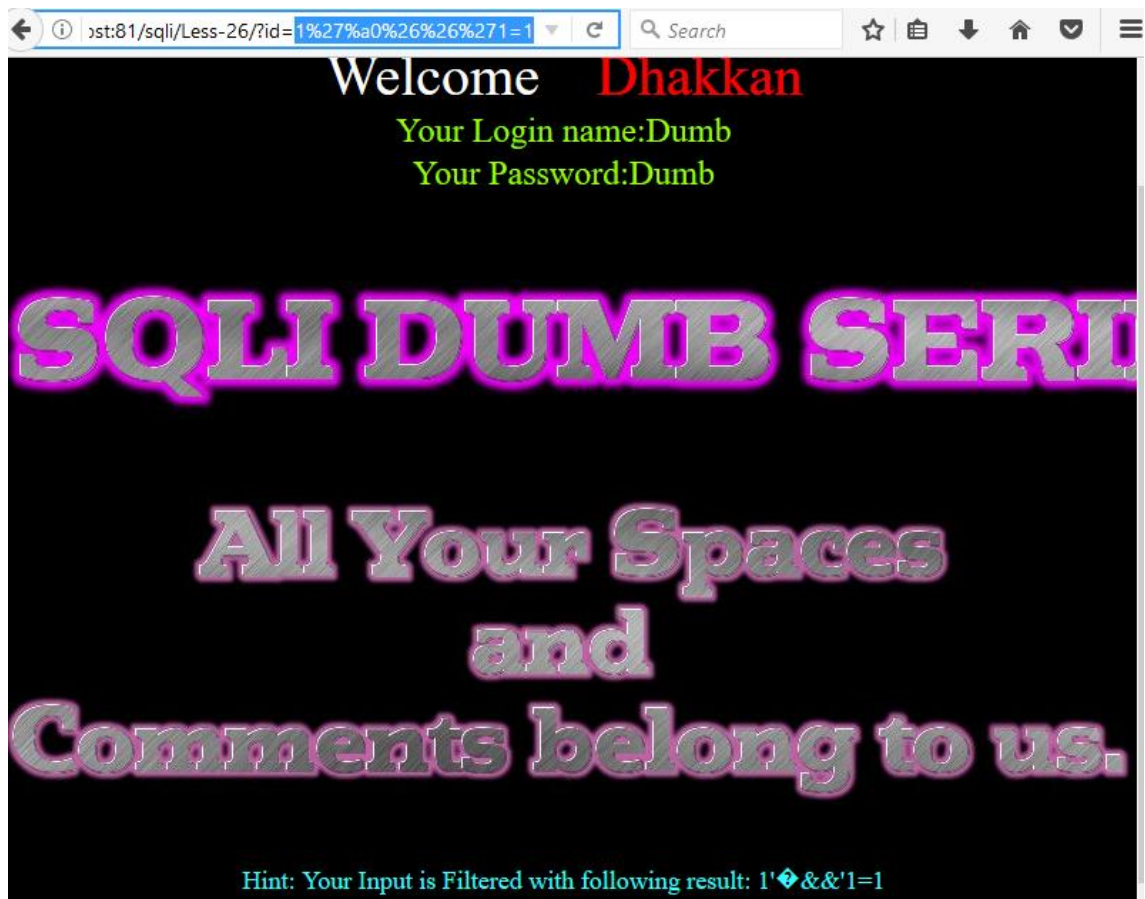 ost:81/sqli/Less-26/?id=1%27%a0%26%26%271=1
Search
Welcome Dhakkan
Your Login name:Dumb
Your Password:Dumb
SQLI DUMB SERI
All Your Spaces
and
Comments belong to us.
Hint: Your Input is Filtered with following result: 1'�&&'1=1